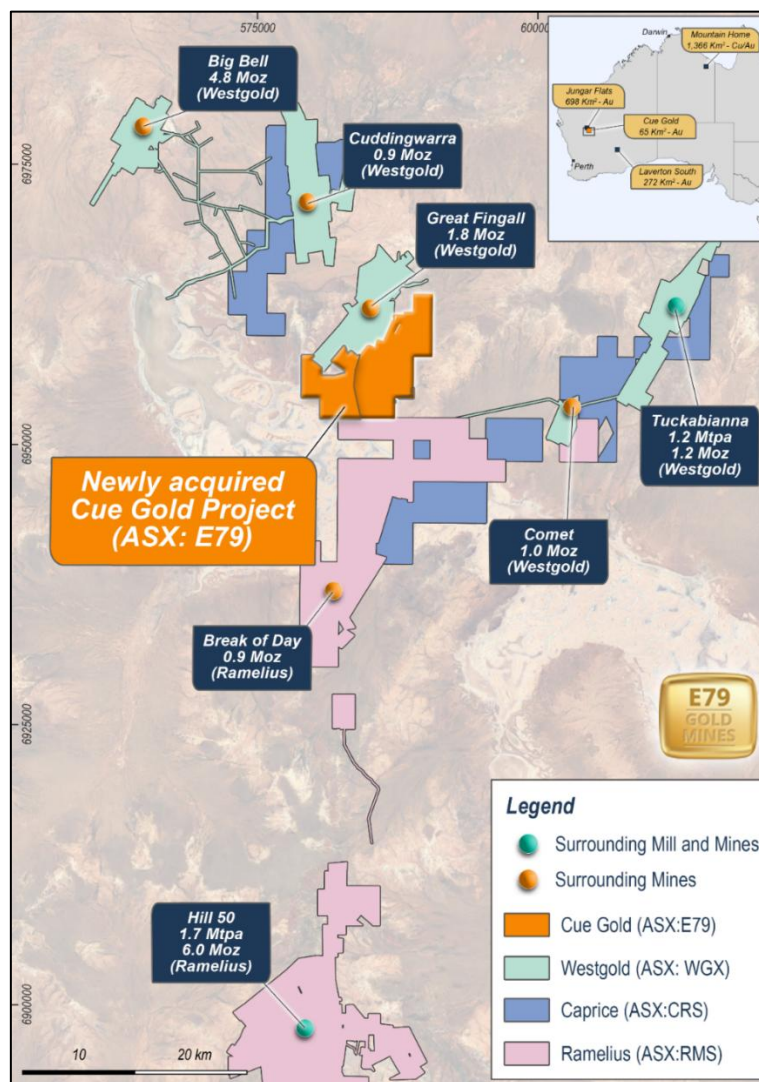 575000
60000
6975000
6950000
6925000
6900000
Big Bell
4.8 Moz
(Westgold)
Cuddingwarra
0.9 Moz
(Westgold)
Great Fingall
1.8 Moz
(Westgold)
Darwin
Mountain Home
1,366 Km² - Cu/Au
Jungar Flats
698 Km² - Au
Cue Gold
65 Km² - Au
Perth
Laverton South
272 Km² - Au
Newly acquired
Cue Gold Project
(ASX: E79)
Tuckabianna
1.2 Mtpa
1.2 Moz
(Westgold)
Comet
1.0 Moz
(Westgold)
Break of Day
0.9 Moz
(Ramelius)
E79
GOLD
MINES
Hill 50
1.7 Mtpa
6.0 Moz
(Ramelius)
Legend
Surrounding Mill and Mines
Surrounding Mines
Cue Gold (ASX:E79)
Westgold (ASX: WGX)
Caprice (ASX:CRS)
Ramelius (ASX:RMS)
10
20 km